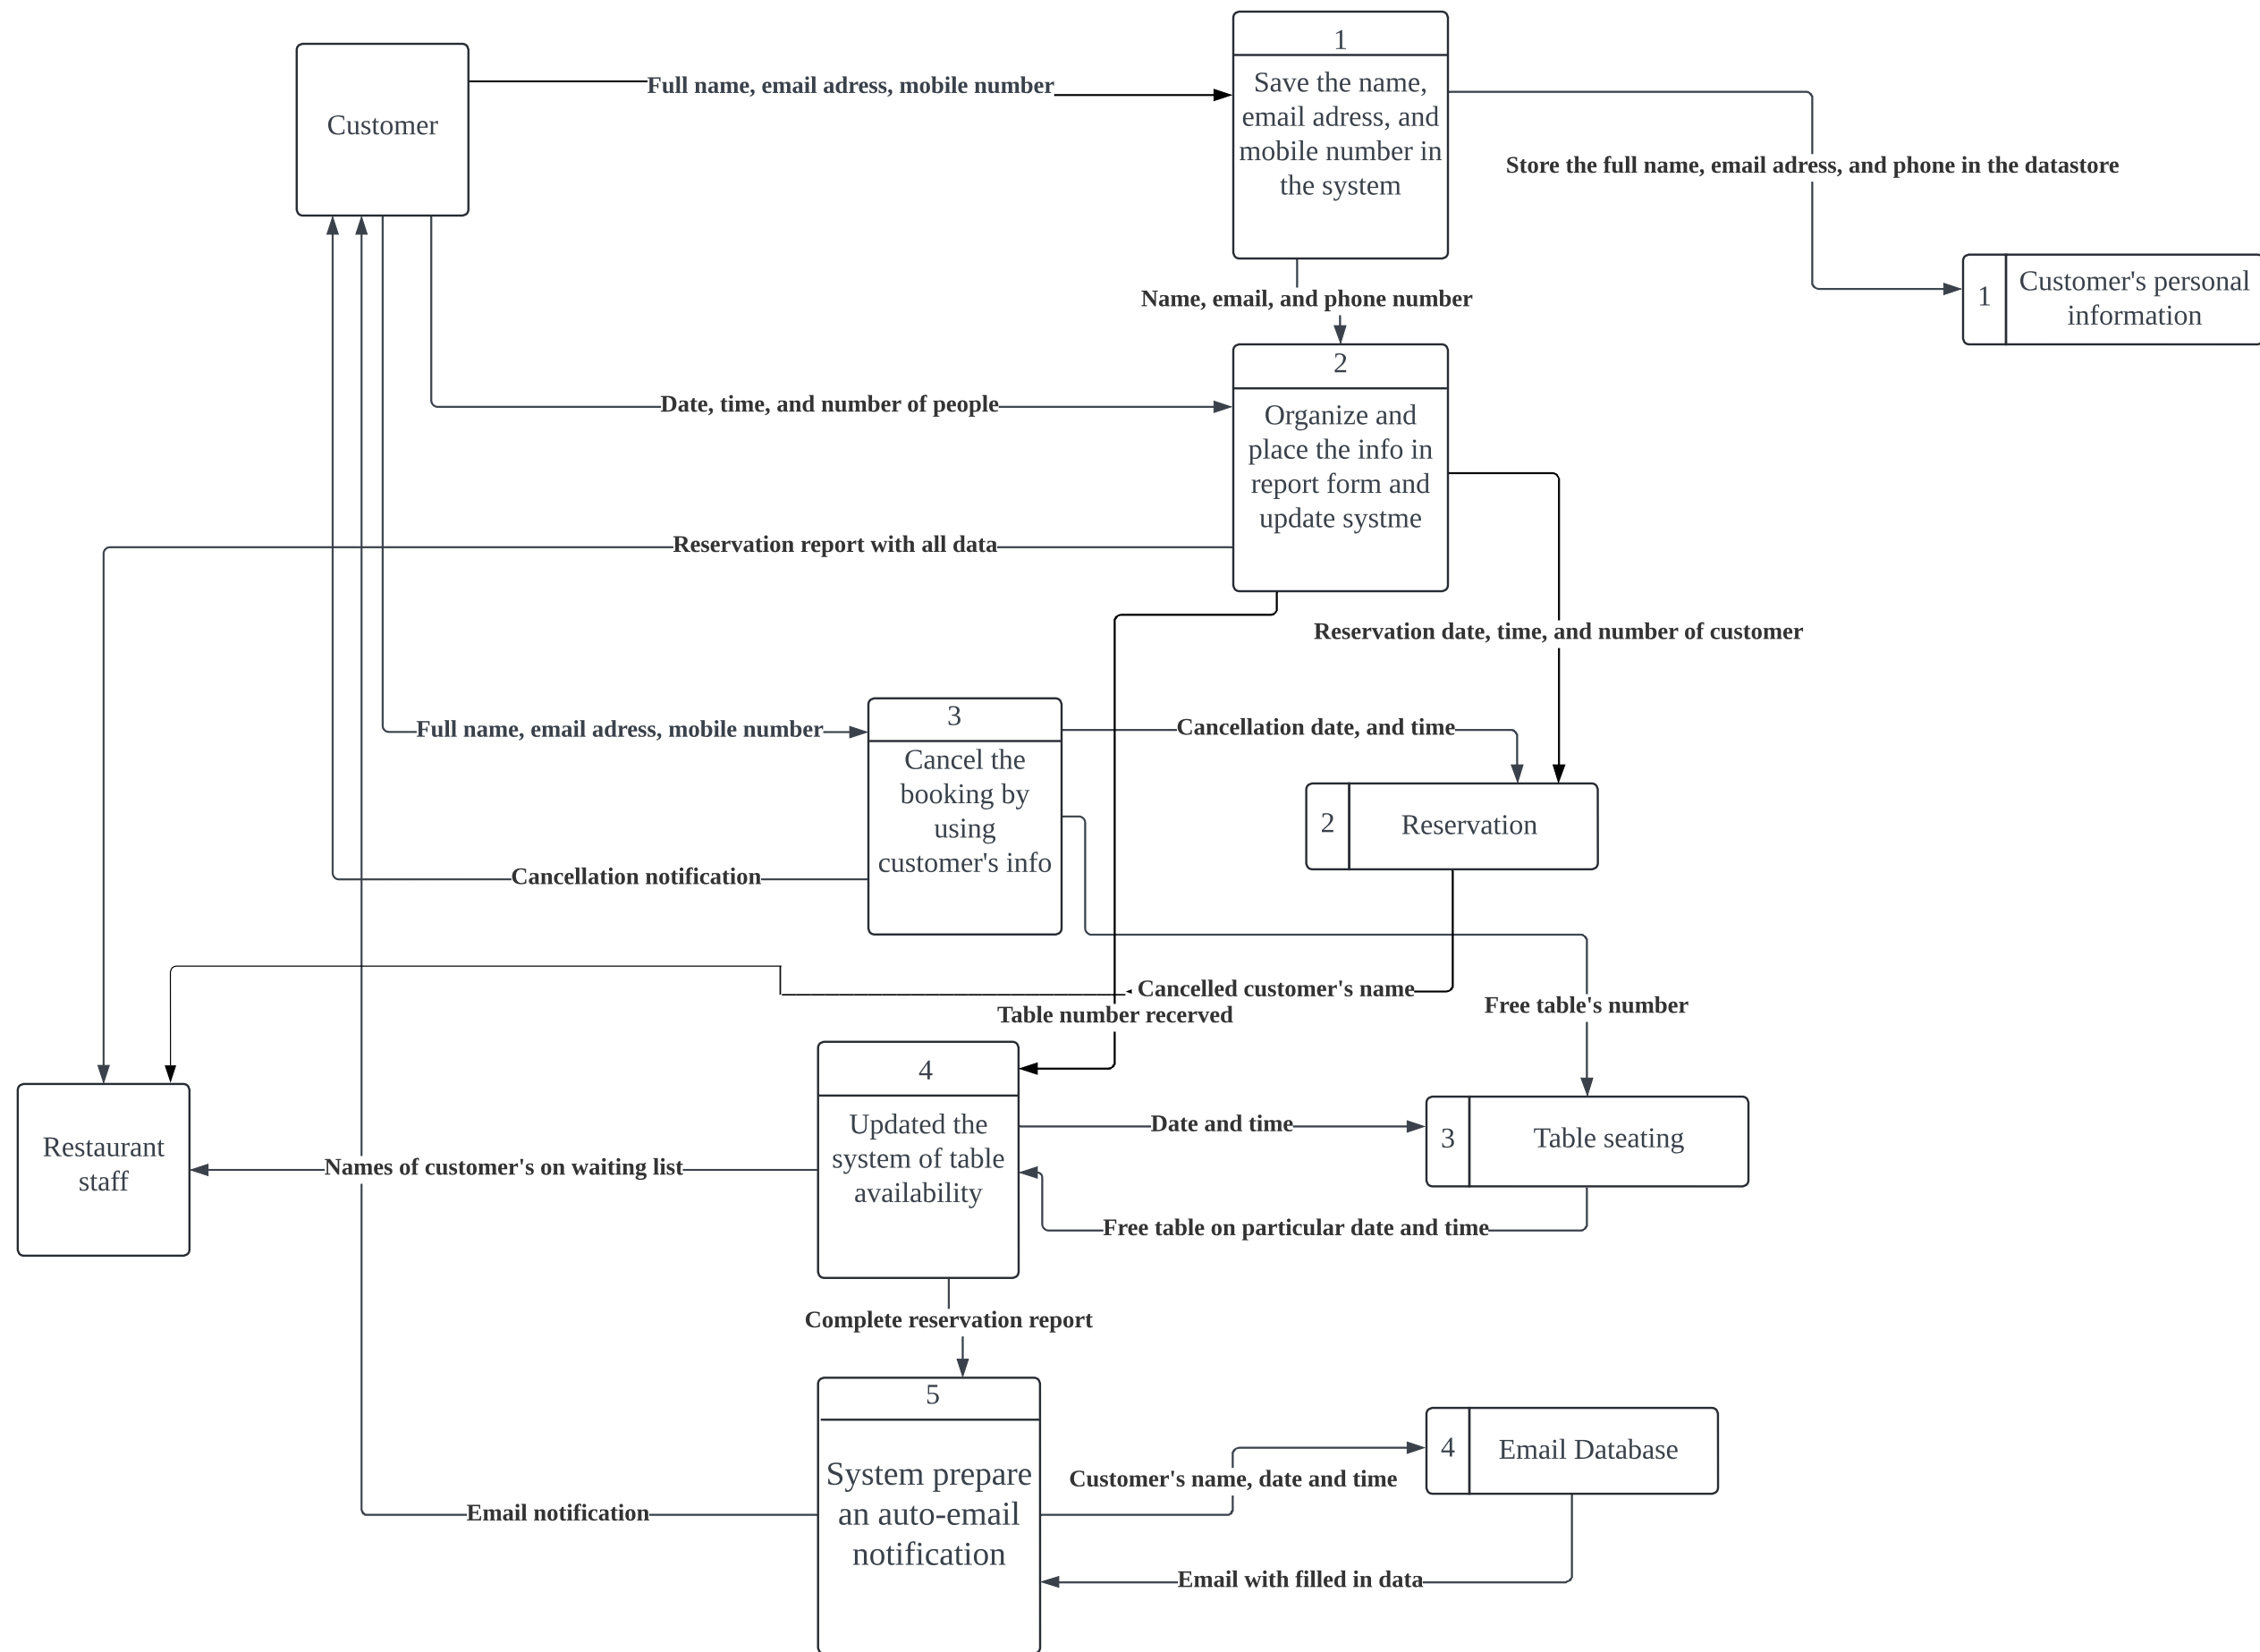 1
Customer
Full name, email adress, mobile number
Save the name,
email adress, and
mobile number in
the system
Store the full name, email adress, and phone in the datastore
Name, email, and phone number
1
Customer's personal
information
2
Date, time, and number of people
Organize and
place the info in
report form and
update systme
Reservation report with all data
Reservation date, time, and number of customer
3
Full name, email adress, mobile number
Cancellation date, and time
Cancel the
booking by
using
customer's info
2
Reservation
Cancellation notification
Cancelled customer's name
Free table's number
Table number recerved
4
Updated the
system of table
availability
Date and time
3
Table seating
Restaurant
staff
Names of customer's on waiting list
Free table on particular date and time
Complete reservation report
5
System prepare
an auto-email
notification
4
Email Database
Customer's name, date and time
Email notification
Email with filled in data